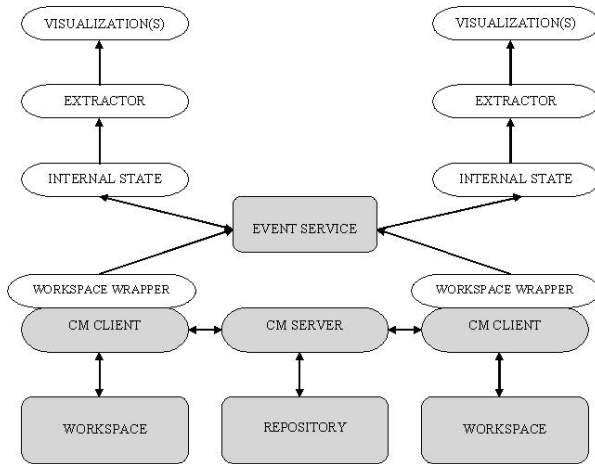 VISUALIZATION(S)
VISUALIZATION(S)
EXTRACTOR
EXTRACTOR
INTERNAL STATE
INTERNAL STATE
EVENT SERVICE
WORKSPACE WRAPPER
WORKSPACE WRAPPER
CM CLIENT
CM SERVER
CM CLIENT
WORKSPACE
REPOSITORY
WORKSPACE